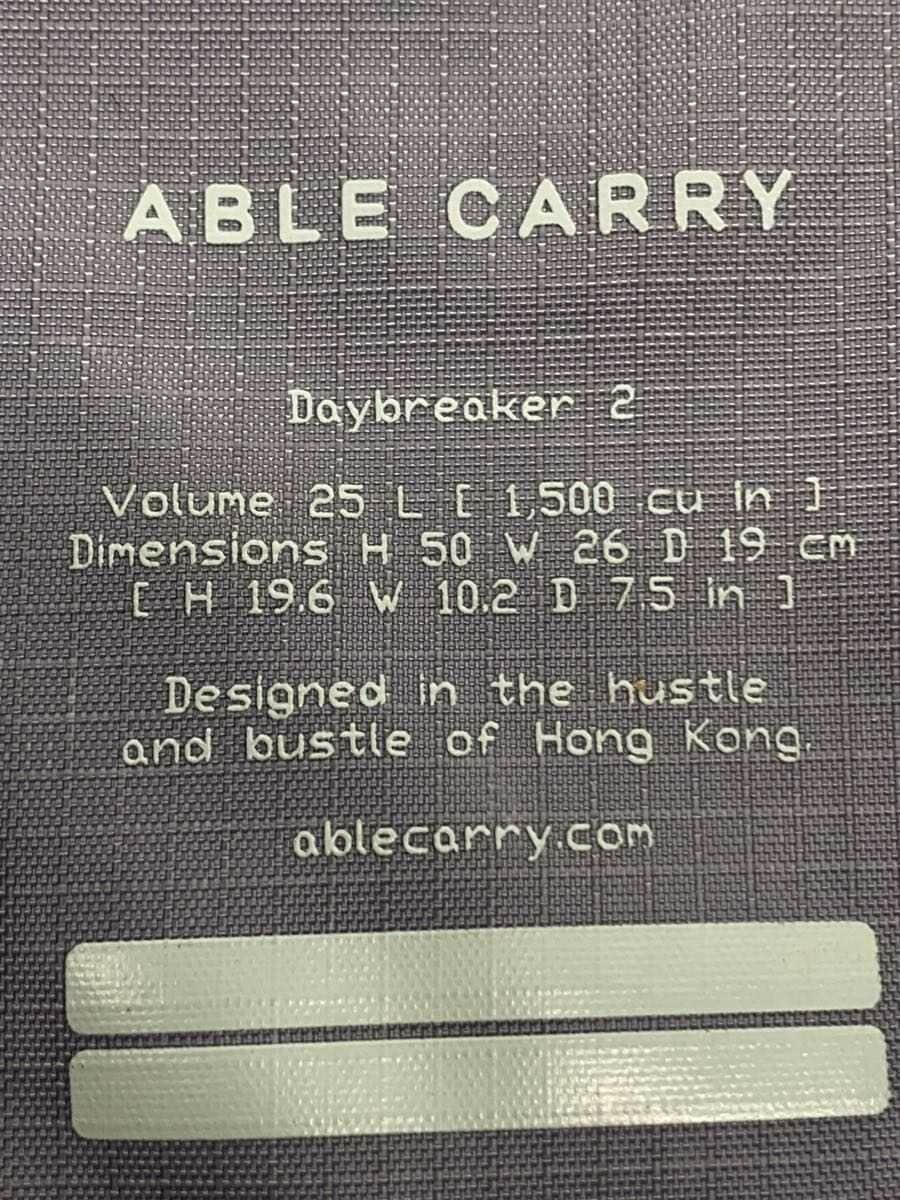 ABLE CARRY
Daybreaker 2
Volume 25 L [ 1,500 cu in ]
Dimensions H 50 W 26 D 19 cm
[ H 19.6 W 10.2 D 7.5 in ]
Designed in the hustle
and bustle of Hong Kong.
ablecarry.com